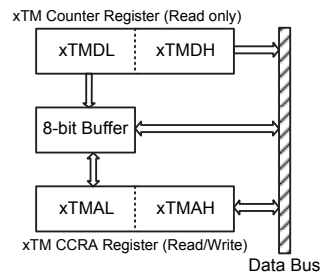 xTM Counter Register (Read only)
xTMDL xTMDH
8-bit Buffer
xTMAL xTMAH
xTM CCRA Register (Read/Write)
Data Bus